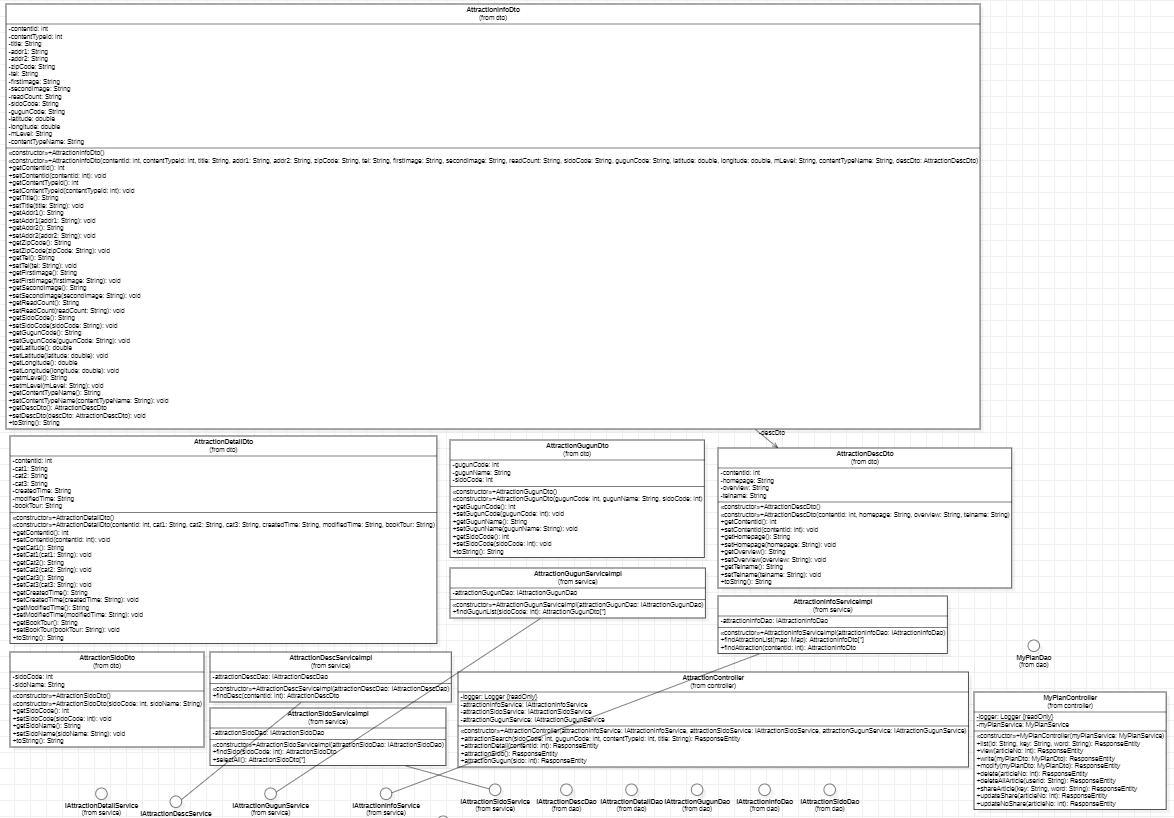 AttractionInfoDto
(from dto)
-contentId: int
-contentTypeId: int
-title: String
-addr1: String
-addr2: String
-zipCode: String
-tel: String
-firstImage: String
-secondImage: String
-readCount: String
-sidoCode: String
-gugunCode: String
-latitude: double
-longitude: double
-mLevel: String
-contentTypeName: String
«constructor»+AttractionInfoDto()
«constructor»+AttractionInfoDto(contentId: int, contentTypeId: int, title: String, addr1: String, addr2: String, zipCode: String, tel: String, firstImage: String, secondImage: String, readCount: String, sidoCode: String, gugunCode: String, latitude: double, longitude: double, mLevel: String, contentTypeName: String, descDto: AttractionDescDto)
+getContentId(): int
+setContentId(contentId: int): void
+getContentTypeId(): int
+setContentTypeId(contentTypeId: int): void
+getTitle(): String
+setTitle(title: String): void
+getAddr1(): String
+setAddr1(addr1: String): void
+getAddr2(): String
+setAddr2(addr2: String): void
+getZipCode(): String
+setZipCode(zipCode: String): void
+getTel(): String
+setTel(tel: String): void
+getFirstImage(): String
+setFirstImage(firstImage: String): void
+getSecondImage(): String
+setSecondImage(secondImage: String): void
+getReadCount(): String
+setReadCount(readCount: String): void
+getSidoCode(): String
+setSidoCode(sidoCode: String): void
+getGugunCode(): String
+setGugunCode(gugunCode: String): void
+getLatitude(): double
+setLatitude(latitude: double): void
+getLongitude(): double
+setLongitude(longitude: double): void
+getmLevel(): String
+setmLevel(mLevel: String): void
+getContentTypeName(): String
+setContentTypeName(contentTypeName: String): void
+getDescDto(): AttractionDescDto
+setDescDto(descDto: AttractionDescDto): void
+toString(): String
-descDto
AttractionDetailDto
(from dto)
-contentId: int
-cat1: String
-cat2: String
-cat3: String
-createdTime: String
-modifiedTime: String
-bookTour: String
«constructor»+AttractionDetailDto()
«constructor»+AttractionDetailDto(contentId: int, cat1: String, cat2: String, cat3: String, createdTime: String, modifiedTime: String, bookTour: String)
+getContentId(): int
+setContentId(contentId: int): void
+getCat1(): String
+setCat1(cat1: String): void
+getCat2(): String
+setCat2(cat2: String): void
+getCat3(): String
+setCat3(cat3: String): void
+getCreatedTime(): String
+setCreatedTime(createdTime: String): void
+getModifiedTime(): String
+setModifiedTime(modifiedTime: String): void
+getBookTour(): String
+setBookTour(bookTour: String): void
+toString(): String
AttractionGugunDto
(from dto)
-gugunCode: int
-gugunName: String
-sidoCode: int
«constructor»+AttractionGugunDto()
«constructor»+AttractionGugunDto(gugunCode: int, gugunName: String, sidoCode: int)
+getGugunCode(): int
+setGugunCode(gugunCode: int): void
+getGugunName(): String
+setGugunName(gugunName: String): void
+getSidoCode(): int
+setSidoCode(sidoCode: int): void
+toString(): String
AttractionDescDto
(from dto)
-contentId: int
-homepage: String
-overview: String
-telname: String
«constructor»+AttractionDescDto()
«constructor»+AttractionDescDto(contentId: int, homepage: String, overview: String, telname: String)
+getContentId(): int
+setContentId(contentId: int): void
+getHomepage(): String
+setHomepage(homepage: String): void
+getOverview(): String
+setOverview(overview: String): void
+getTelname(): String
+setTelname(telname: String): void
+toString(): String
AttractionGugunServiceImpl
(from service)
-attractionGugunDao: IAttractionGugunDao
«constructor»+AttractionGugunServiceImpl(attractionGugunDao: IAttractionGugunDao)
+findGugunList(sidoCode: int): AttractionGugunDto[*]
AttractionInfoServiceImpl
(from service)
-attractionInfoDao: IAttractionInfoDao
«constructor»+AttractionInfoServiceImpl(attractionInfoDao: IAttractionInfoDao)
+findAttractionList(map: Map): AttractionInfoDto[*]
+findAttraction(contentId: int): AttractionInfoDto
MyPlanDao
(from dao)
AttractionSidoDto
(from dto)
-sidoCode: int
-sidoName: String
«constructor»+AttractionSidoDto()
«constructor»+AttractionSidoDto(sidoCode: int, sidoName: String)
+getSidoCode(): int
+setSidoCode(sidoCode: int): void
+getSidoName(): String
+setSidoName(sidoName: String): void
+toString(): String
AttractionDescServiceImpl
(from service)
-attractionDescDao: IAttractionDescDao
«constructor»+AttractionDescServiceImpl(attractionDescDao: IAttractionDescDao)
+findDesc(contentId: int): AttractionDescDto
AttractionSidoServiceImpl
(from service)
-attractionSidoDao: IAttractionSidoDao
«constructor»+AttractionSidoServiceImpl(attractionSidoDao: IAttractionSidoDao)
+findSido(sidoCode: int): AttractionSidoDto
+selectAll(): AttractionSidoDto[*]
AttractionController
(from controller)
-logger: Logger {readOnly}
-attractionInfoService: IAttractionInfoService
-attractionSidoService: IAttractionSidoService
-attractionGugunService: IAttractionGugunService
«constructor»+AttractionController(attractionInfoService: IAttractionInfoService, attractionSidoService: IAttractionSidoService, attractionGugunService: IAttractionGugunService)
+attractionSearch(sidoCode: int, gugunCode: int, contentTypeId: int, title: String): ResponseEntity
+attractionDetail(contentId: int): ResponseEntity
+attractionSido(): ResponseEntity
+attractionGugun(sido: int): ResponseEntity
MyPlanController
(from controller)
-logger: Logger {readOnly}
-myPlanService: MyPlanService
«constructor»+MyPlanController(myPlanService: MyPlanService)
+list(id: String, key: String, word: String): ResponseEntity
+view(articleNo: int): ResponseEntity
+write(myPlanDto: MyPlanDto): ResponseEntity
+modify(myPlanDto: MyPlanDto): ResponseEntity
+delete(articleNo: int): ResponseEntity
+deleteAllArticle(userId: String): ResponseEntity
+shareArticle(key: String, word: String): ResponseEntity
+updateShare(articleNo: int): ResponseEntity
+updateNoShare(articleNo: int): ResponseEntity
IAttractionDetailService
(from service)
IAttractionDescService
IAttractionGugunService
(from service)
IAttractionInfoService
(from service)
IAttractionSidoService
(from service)
IAttractionDescDao
(from dao)
IAttractionDetailDao
(from dao)
IAttractionGugunDao
(from dao)
IAttractionInfoDao
(from dao)
IAttractionSidoDao
(from dao)